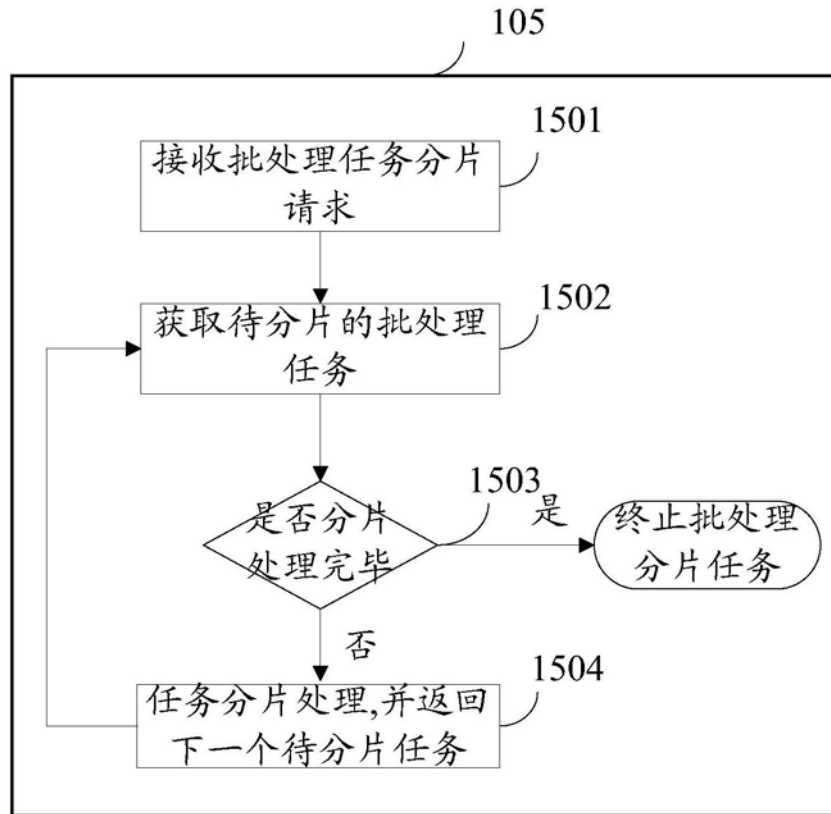 105
1501
接收批处理任务分片
请求
1502
获取待分片的批处理
任务
1503
是否分片
处理完毕
是
终止批处理
分片任务
否
1504
任务分片处理,并返回
下一个待分片任务